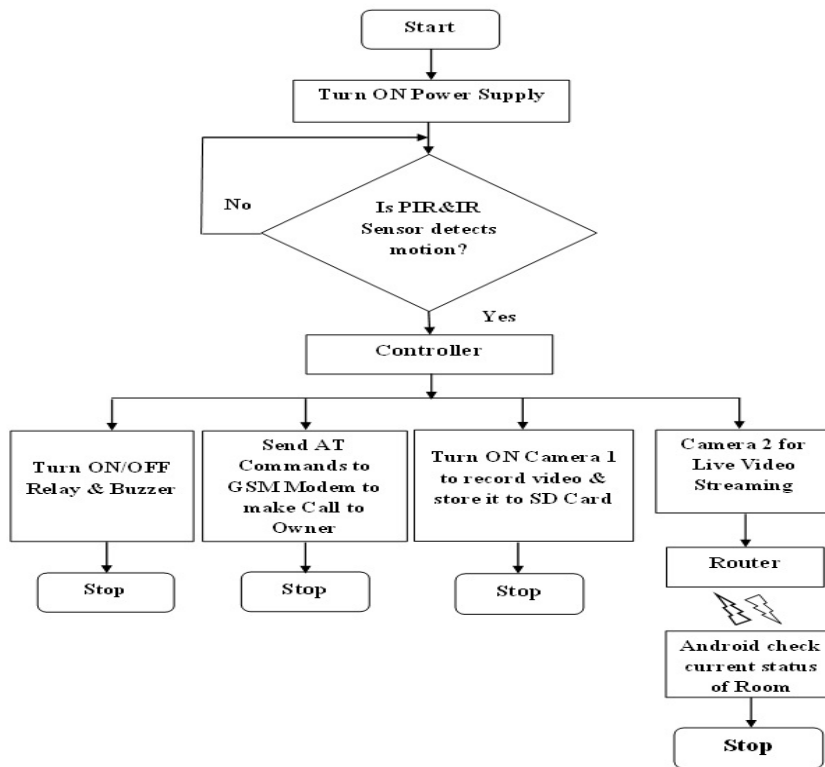 Start
Turn ON Power Supply
No
Is PIR&IR
Sensor detects
motion?
Yes
Controller
Turn ON/OFF
Relay & Buzzer
Stop
Send AT
Commands to
GSM Modem to
make Call to
Owner
Stop
Turn ON Camera 1
to record video &
store it to SD Card
Stop
Camera 2 for
Live Video
Streaming
Router
Android check
current status
of Room
Stop